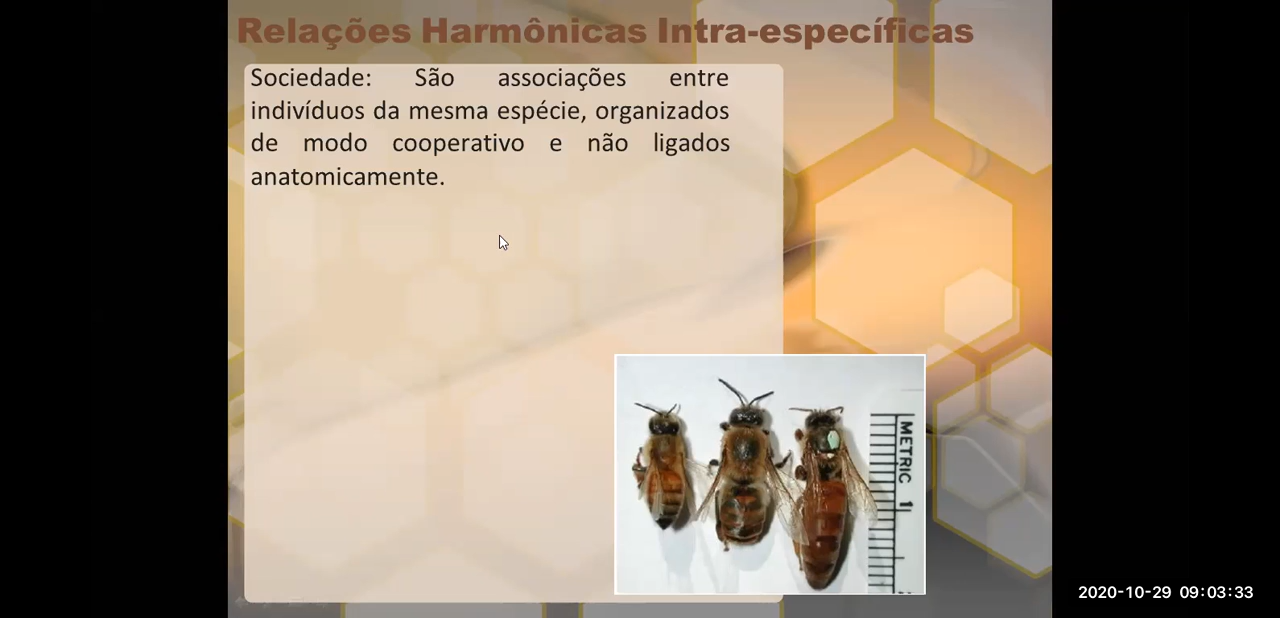 Relações Harmônicas Intra-específicas
Sociedade: São associações entre
indivíduos da mesma espécie, organizados
de modo cooperativo e não ligados
anatomicamente.
METRIC 1
2020-10-29 09:03:33